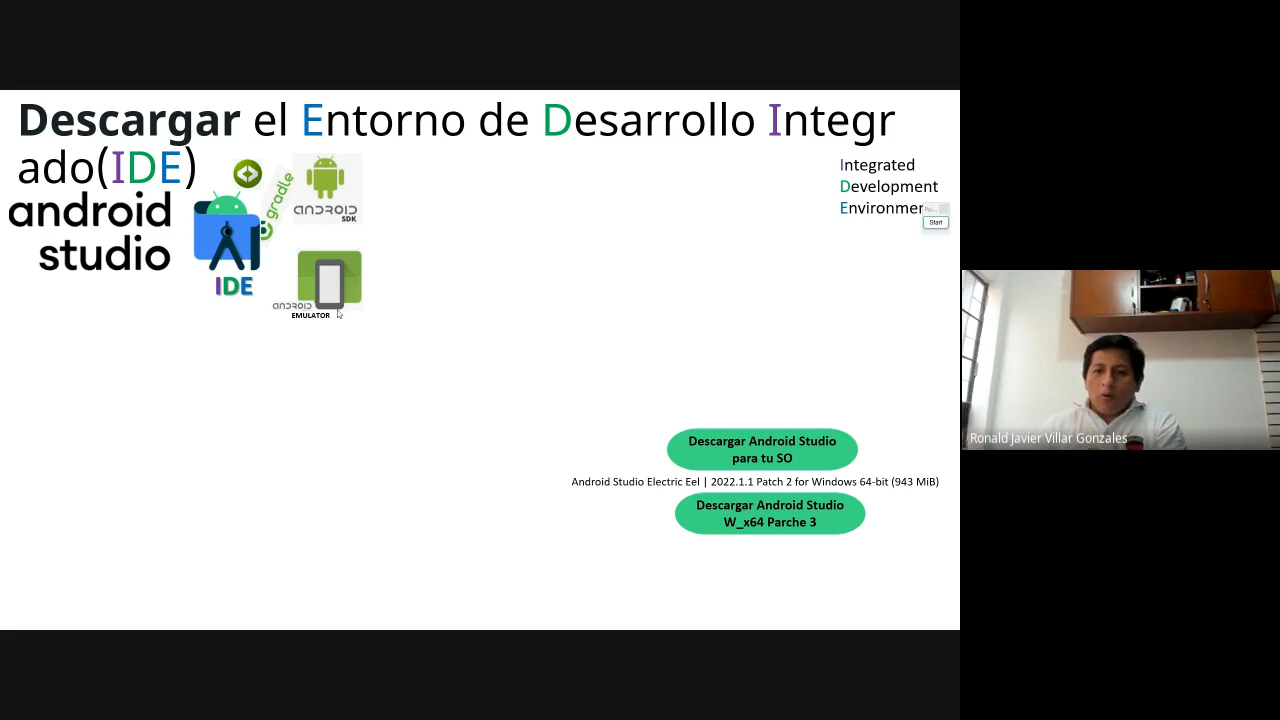 Descargar el Entorno de Desarrollo Integr
ado(IDE)
Integrated
Development
Environmen
Start
android
studio
IDE
gradle
ANDROID
SDK
ANDROID
EMULATOR
Descargar Android Studio
para tu SO
Android Studio Electric Eel | 2022.1.1 Patch 2 for Windows 64-bit (943 MiB)
Descargar Android Studio
W_x64 Parche 3
Ronald Javier Villar Gonzales